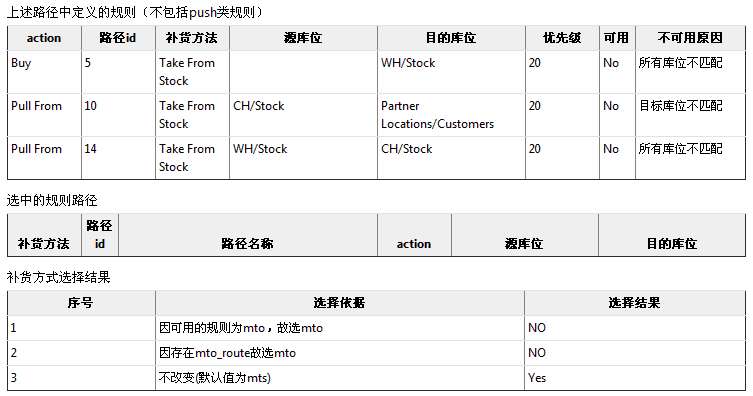 上述路径中定义的规则（不包括push类规则）
action 路径id 补货方法 源库位 目的库位 优先级 可用 不可用原因
Buy 5 Take From WH/Stock 20 No 所有库位不匹配
Stock
Pull From 10 Take From CH/Stock Partner 20 No 目标库位不匹配
Stock Locations/Customers
Pull From 14 Take From WH/Stock CH/Stock 20 No 所有库位不匹配
Stock
选中的规则路径
路径
补货方法 id 路径名称 action 源库位 目的库位
补货方式选择结果
序号 选择依据 选择结果
1 因可用的规则为mto，故选mto NO
2 因存在mto_route故选mto NO
3 不改变(默认值为mts) Yes